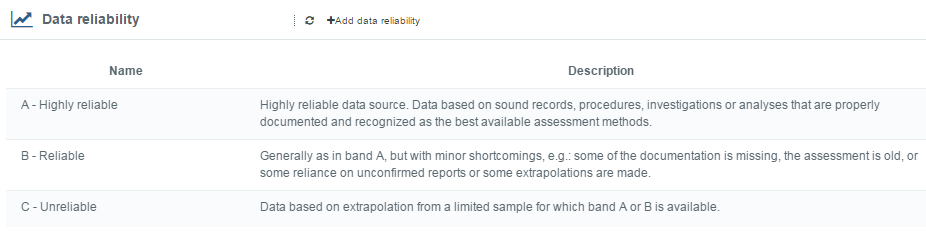 Data reliability
+Add data reliability
Name Description
A - Highly reliable Highly reliable data source. Data based on sound records, procedures, investigations or analyses that are properly
documented and recognized as the best available assessment methods.
B - Reliable Generally as in band A, but with minor shortcomings, e.g.: some of the documentation is missing, the assessment is old, or
some reliance on unconfirmed reports or some extrapolations are made.
C - Unreliable Data based on extrapolation from a limited sample for which band A or B is available.